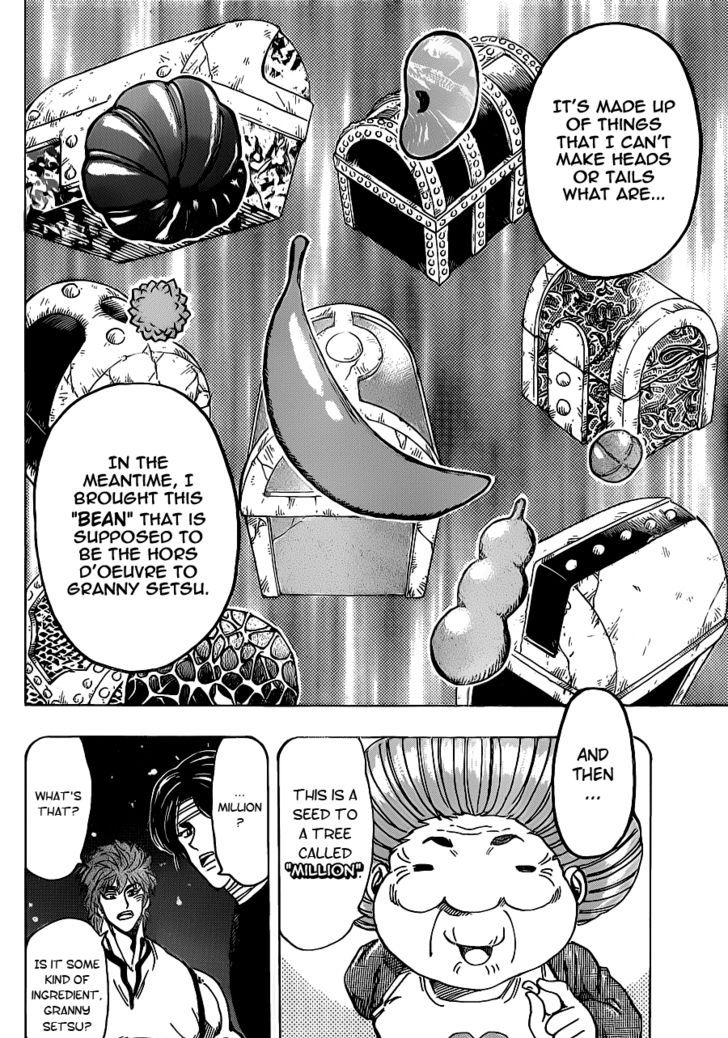 IT'S MADE UP
OF THINGS
THAT I CAN'T
MAKE HEADS
OR TAILS
WHAT ARE...
IN THE
MEANTIME, I
BROUGHT THIS
"BEAN" THAT IS
SUPPOSED TO
BE THE HORS
D'OEUVRE TO
GRANNY SETSU.
AND
THEN
...
THIS IS A
SEED TO
A TREE
CALLED
"MILLION".
...
MILLION
?
WHAT'S
THAT?
IS IT SOME
KIND OF
INGREDIENT,
GRANNY
SETSU?